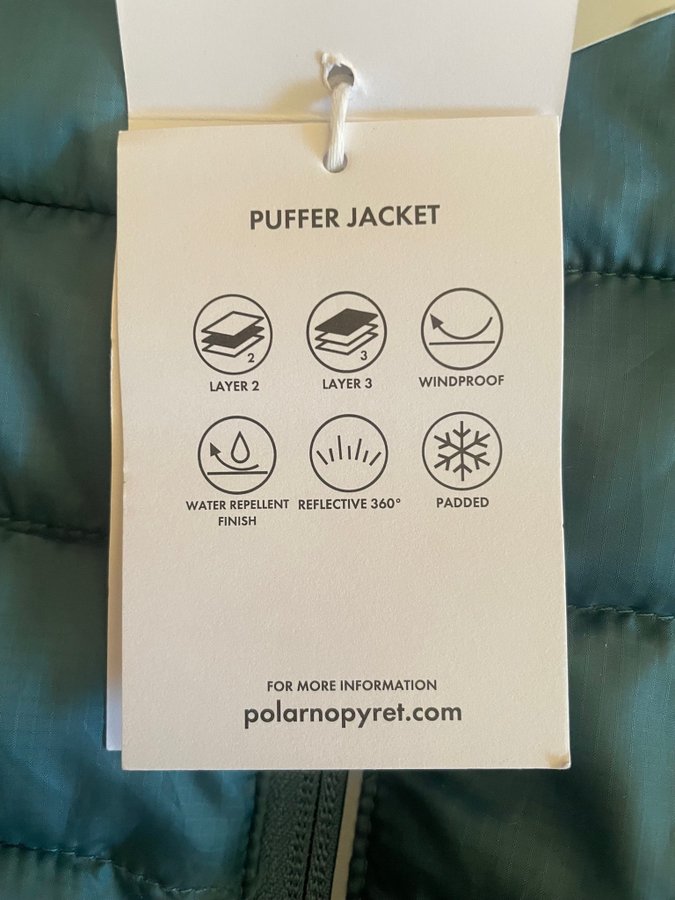 PUFFER JACKET
2
3
LAYER 2
LAYER 3
WINDPROOF
WATER REPELLENT
FINISH
REFLECTIVE 360°
PADDED
FOR MORE INFORMATION
polarnopyret.com